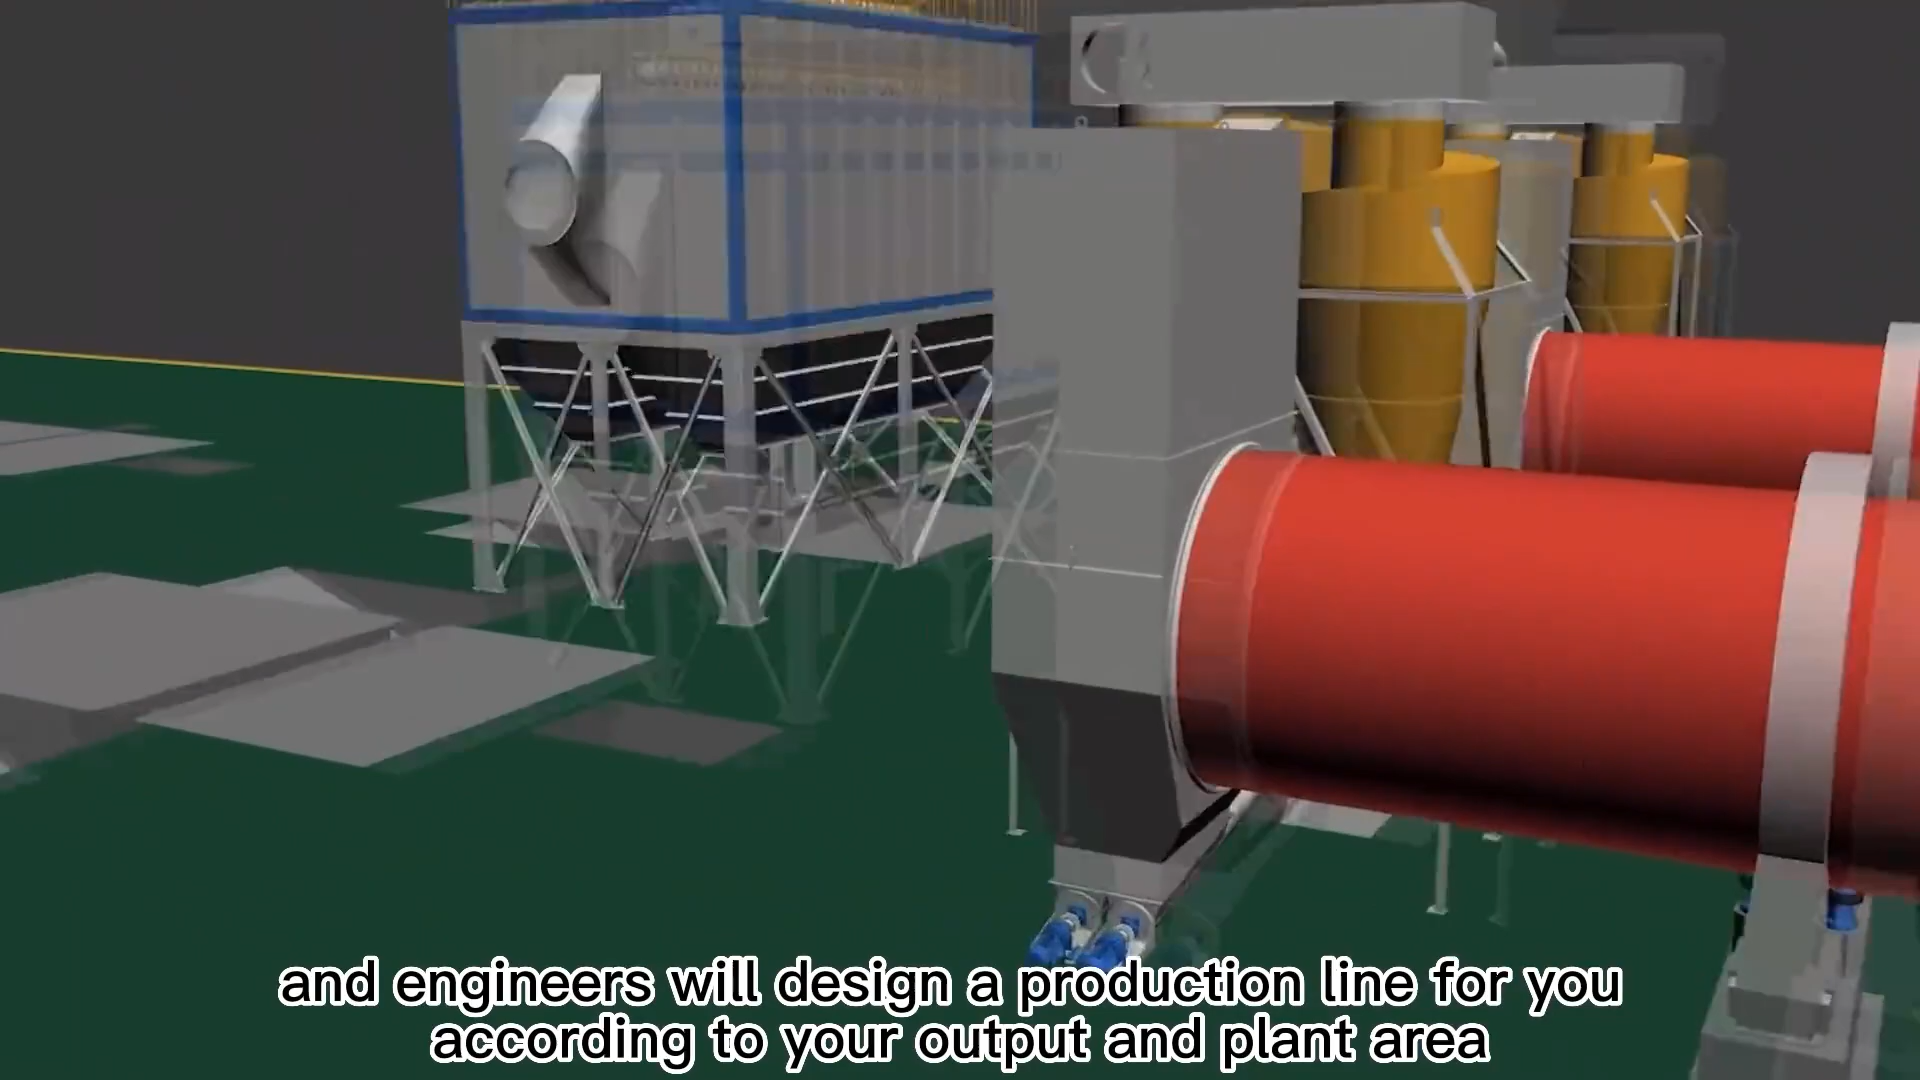 and engineers will design a production line for you
according to your output and plant area